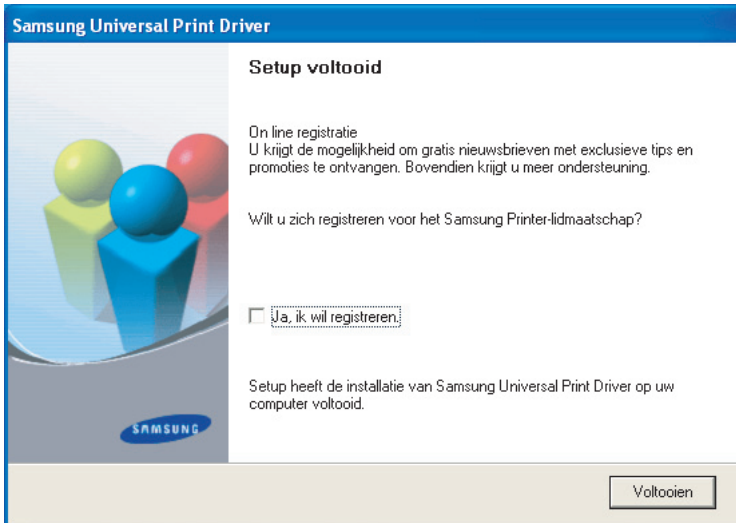 Samsung Universal Print Driver
Setup voltooid
On line registratie
U krijgt de mogelijkheid om gratis nieuwsbrieven met exclusieve tips en
promoties te ontvangen. Bovendien krijgt u meer ondersteuning.
Wilt u zich registreren voor het Samsung Printer-lidmaatschap?
Ja, ik wil registreren.
Setup heeft de installatie van Samsung Universal Print Driver op uw
computer voltooid.
SAMSUNG
Voltooien